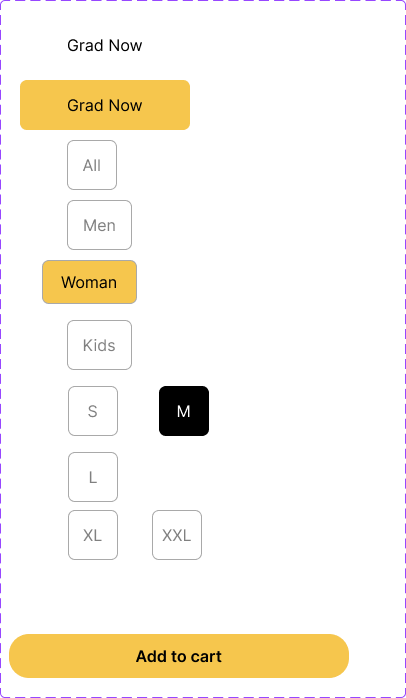 Grad Now
Grad Now
All
Men
Woman
Kids
S
M
L
XL
XXL
Add to cart